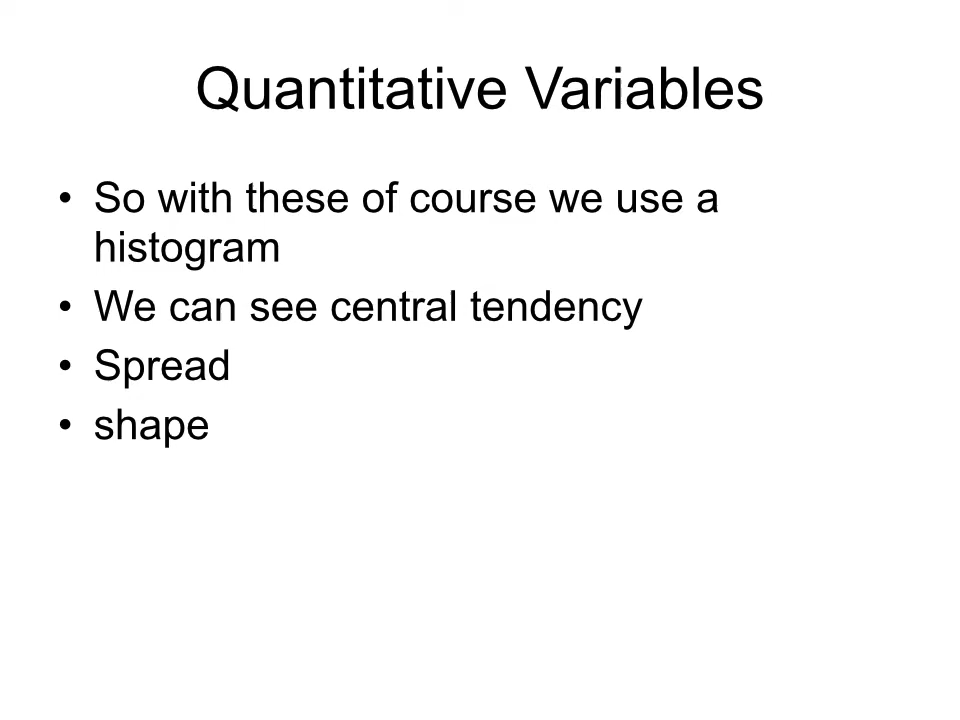 Quantitative Variables
• So with these of course we use a
histogram
• We can see central tendency
• Spread
• shape